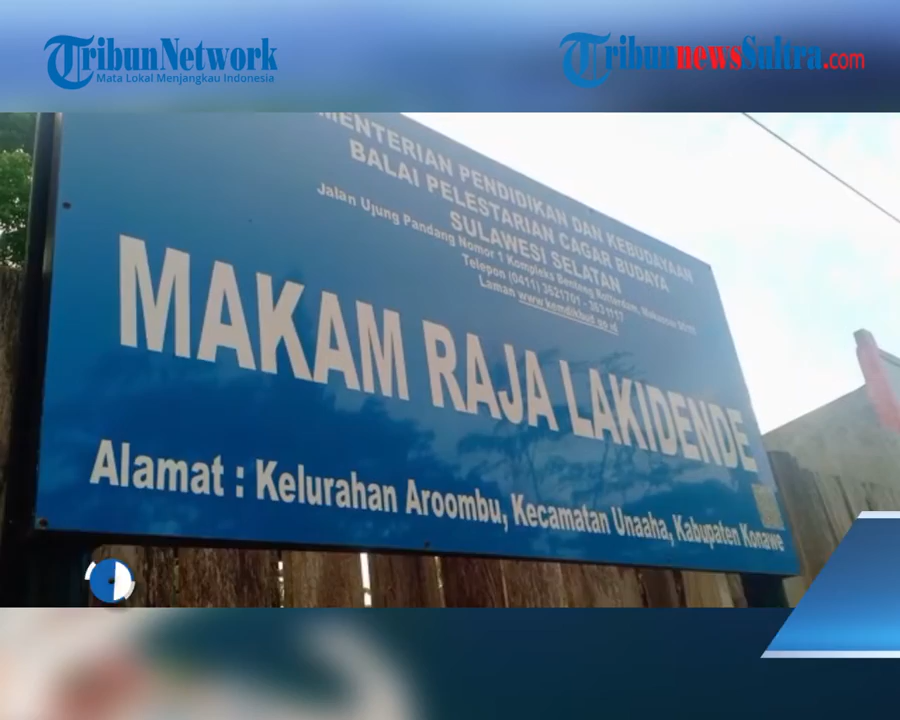 TribunNetwork
Mata Lokal Menjangkau Indonesia
TribunnewsSultra.com
MENTERIAN PENDIDIKAN DAN KEBUDAYAAN
BALAI PELESTARIAN CAGAR BUDAYA
SULAWESI SELATAN
Jalan Ujung Pandang Nomor 1 Kompleks Benteng Rotterdam, Makassar
Telepon (0411) 3621701 - 3631117
Laman www.kemdikbud.go.id
MAKAM RAJA LAKIDENDE
Alamat : Kelurahan Aroombu, Kecamatan Unaaha, Kabupaten Konawe